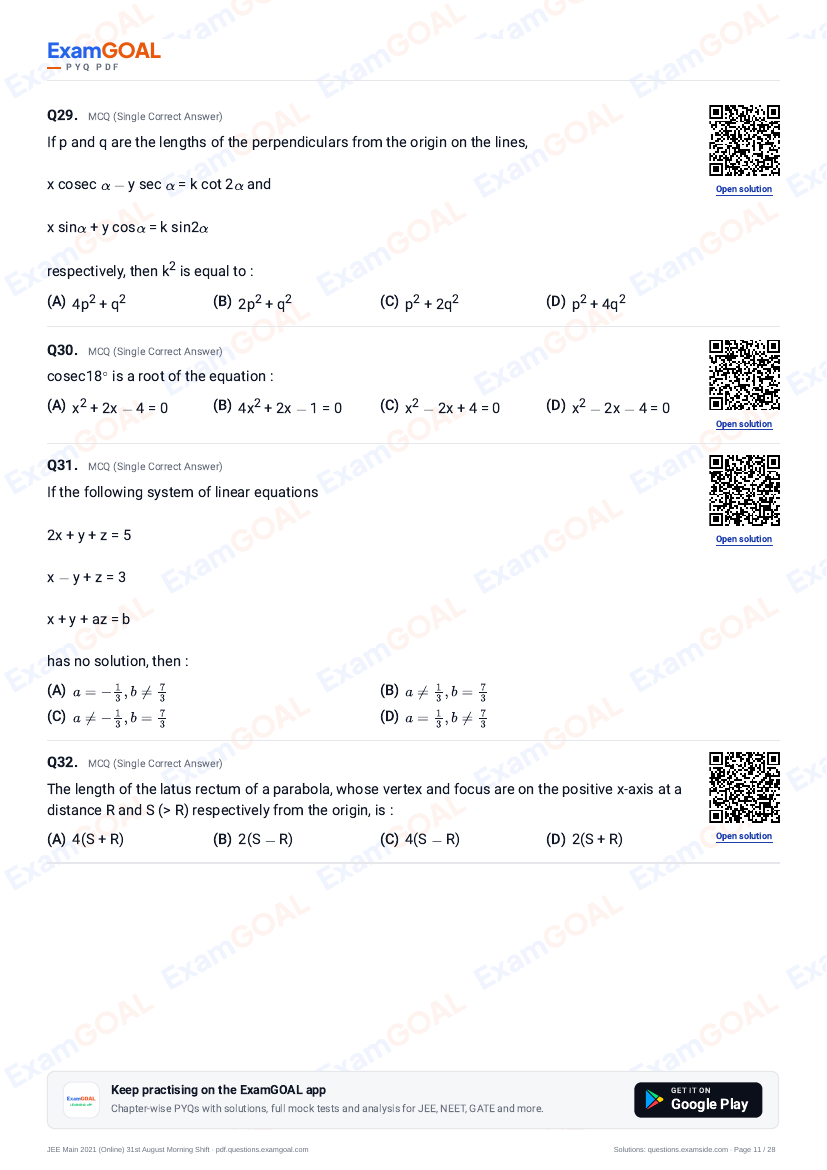 ExamGOAL
PYQ PDF
Q29. MCQ (Single Correct Answer)
If p and q are the lengths of the perpendiculars from the origin on the lines,
x cosec α − y sec α = k cot 2α and
x sinα + y cosα = k sin2α
respectively, then k² is equal to :
(A) 4p² + q² (B) 2p² + q² (C) p² + 2q² (D) p² + 4q²
Open solution
Q30. MCQ (Single Correct Answer)
cosec18° is a root of the equation :
(A) x² + 2x − 4 = 0 (B) 4x² + 2x − 1 = 0 (C) x² − 2x + 4 = 0 (D) x² − 2x − 4 = 0
Open solution
Q31. MCQ (Single Correct Answer)
If the following system of linear equations
2x + y + z = 5
x − y + z = 3
x + y + az = b
has no solution, then :
(A) a = −1/3, b ≠ 7/3 (B) a ≠ 1/3, b = 7/3
(C) a ≠ −1/3, b = 7/3 (D) a = 1/3, b ≠ 7/3
Open solution
Q32. MCQ (Single Correct Answer)
The length of the latus rectum of a parabola, whose vertex and focus are on the positive x-axis at a
distance R and S (> R) respectively from the origin, is :
(A) 4(S + R) (B) 2(S − R) (C) 4(S − R) (D) 2(S + R)
Open solution
ExamGOAL
Keep practising on the ExamGOAL app
Chapter-wise PYQs with solutions, full mock tests and analysis for JEE, NEET, GATE and more.
GET IT ON
Google Play
JEE Main 2021 (Online) 31st August Morning Shift · pdf.questions.examgoal.com
Solutions: questions.examside.com · Page 11 / 28